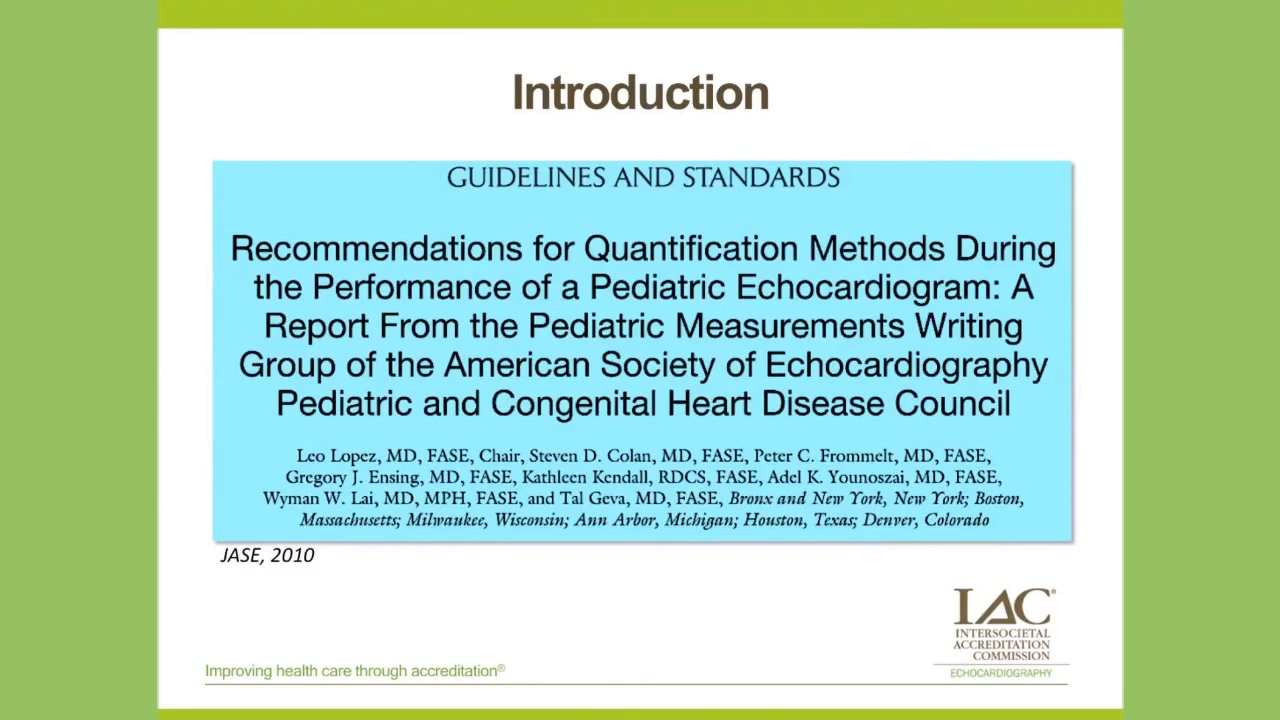 Introduction
GUIDELINES AND STANDARDS
Recommendations for Quantification Methods During
the Performance of a Pediatric Echocardiogram: A
Report From the Pediatric Measurements Writing
Group of the American Society of Echocardiography
Pediatric and Congenital Heart Disease Council
Leo Lopez, MD, FASE, Chair, Steven D. Colan, MD, FASE, Peter C. Frommelt, MD, FASE,
Gregory J. Ensing, MD, FASE, Kathleen Kendall, RDCS, FASE, Adel K. Younoszai, MD, FASE,
Wyman W. Lai, MD, MPH, FASE, and Tal Geva, MD, FASE, Bronx and New York, New York; Boston,
Massachusetts; Milwaukee, Wisconsin; Ann Arbor, Michigan; Houston, Texas; Denver, Colorado
JASE, 2010
IAC®
INTERSOCIETAL
ACCREDITATION
COMMISSION
ECHOCARDIOGRAPHY
Improving health care through accreditation®